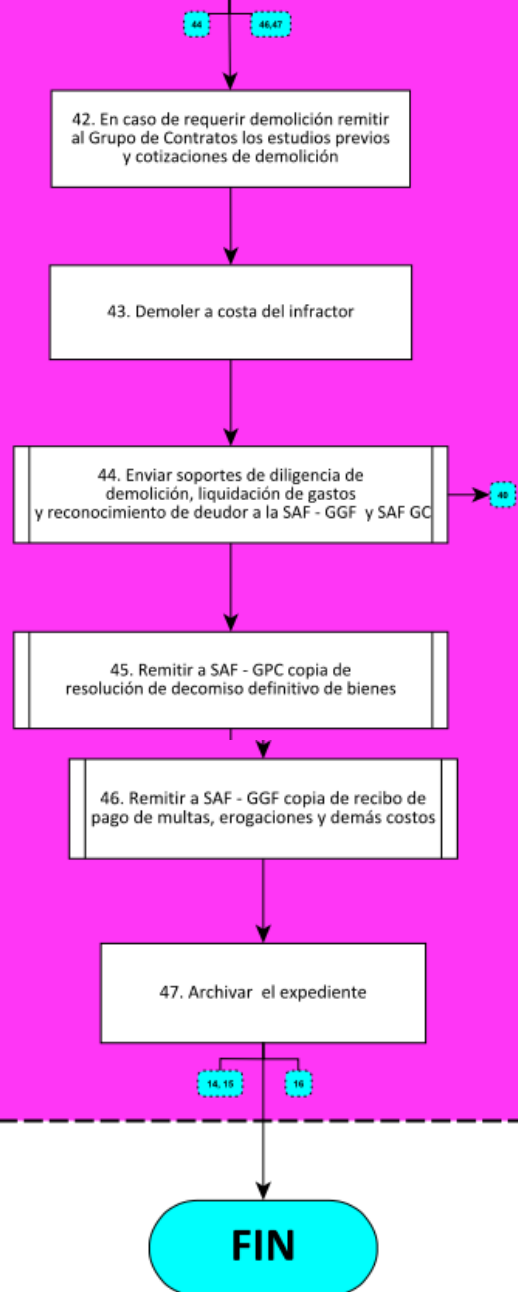 44
46,47
42. En caso de requerir demolición remitir
al Grupo de Contratos los estudios previos
y cotizaciones de demolición
43. Demoler a costa del infractor
44. Enviar soportes de diligencia de
demolición, liquidación de gastos
y reconocimiento de deudor a la SAF - GGF y SAF GC
40
45. Remitir a SAF - GPC copia de
resolución de decomiso definitivo de bienes
46. Remitir a SAF - GGF copia de recibo de
pago de multas, erogaciones y demás costos
47. Archivar el expediente
14, 15
16
FIN